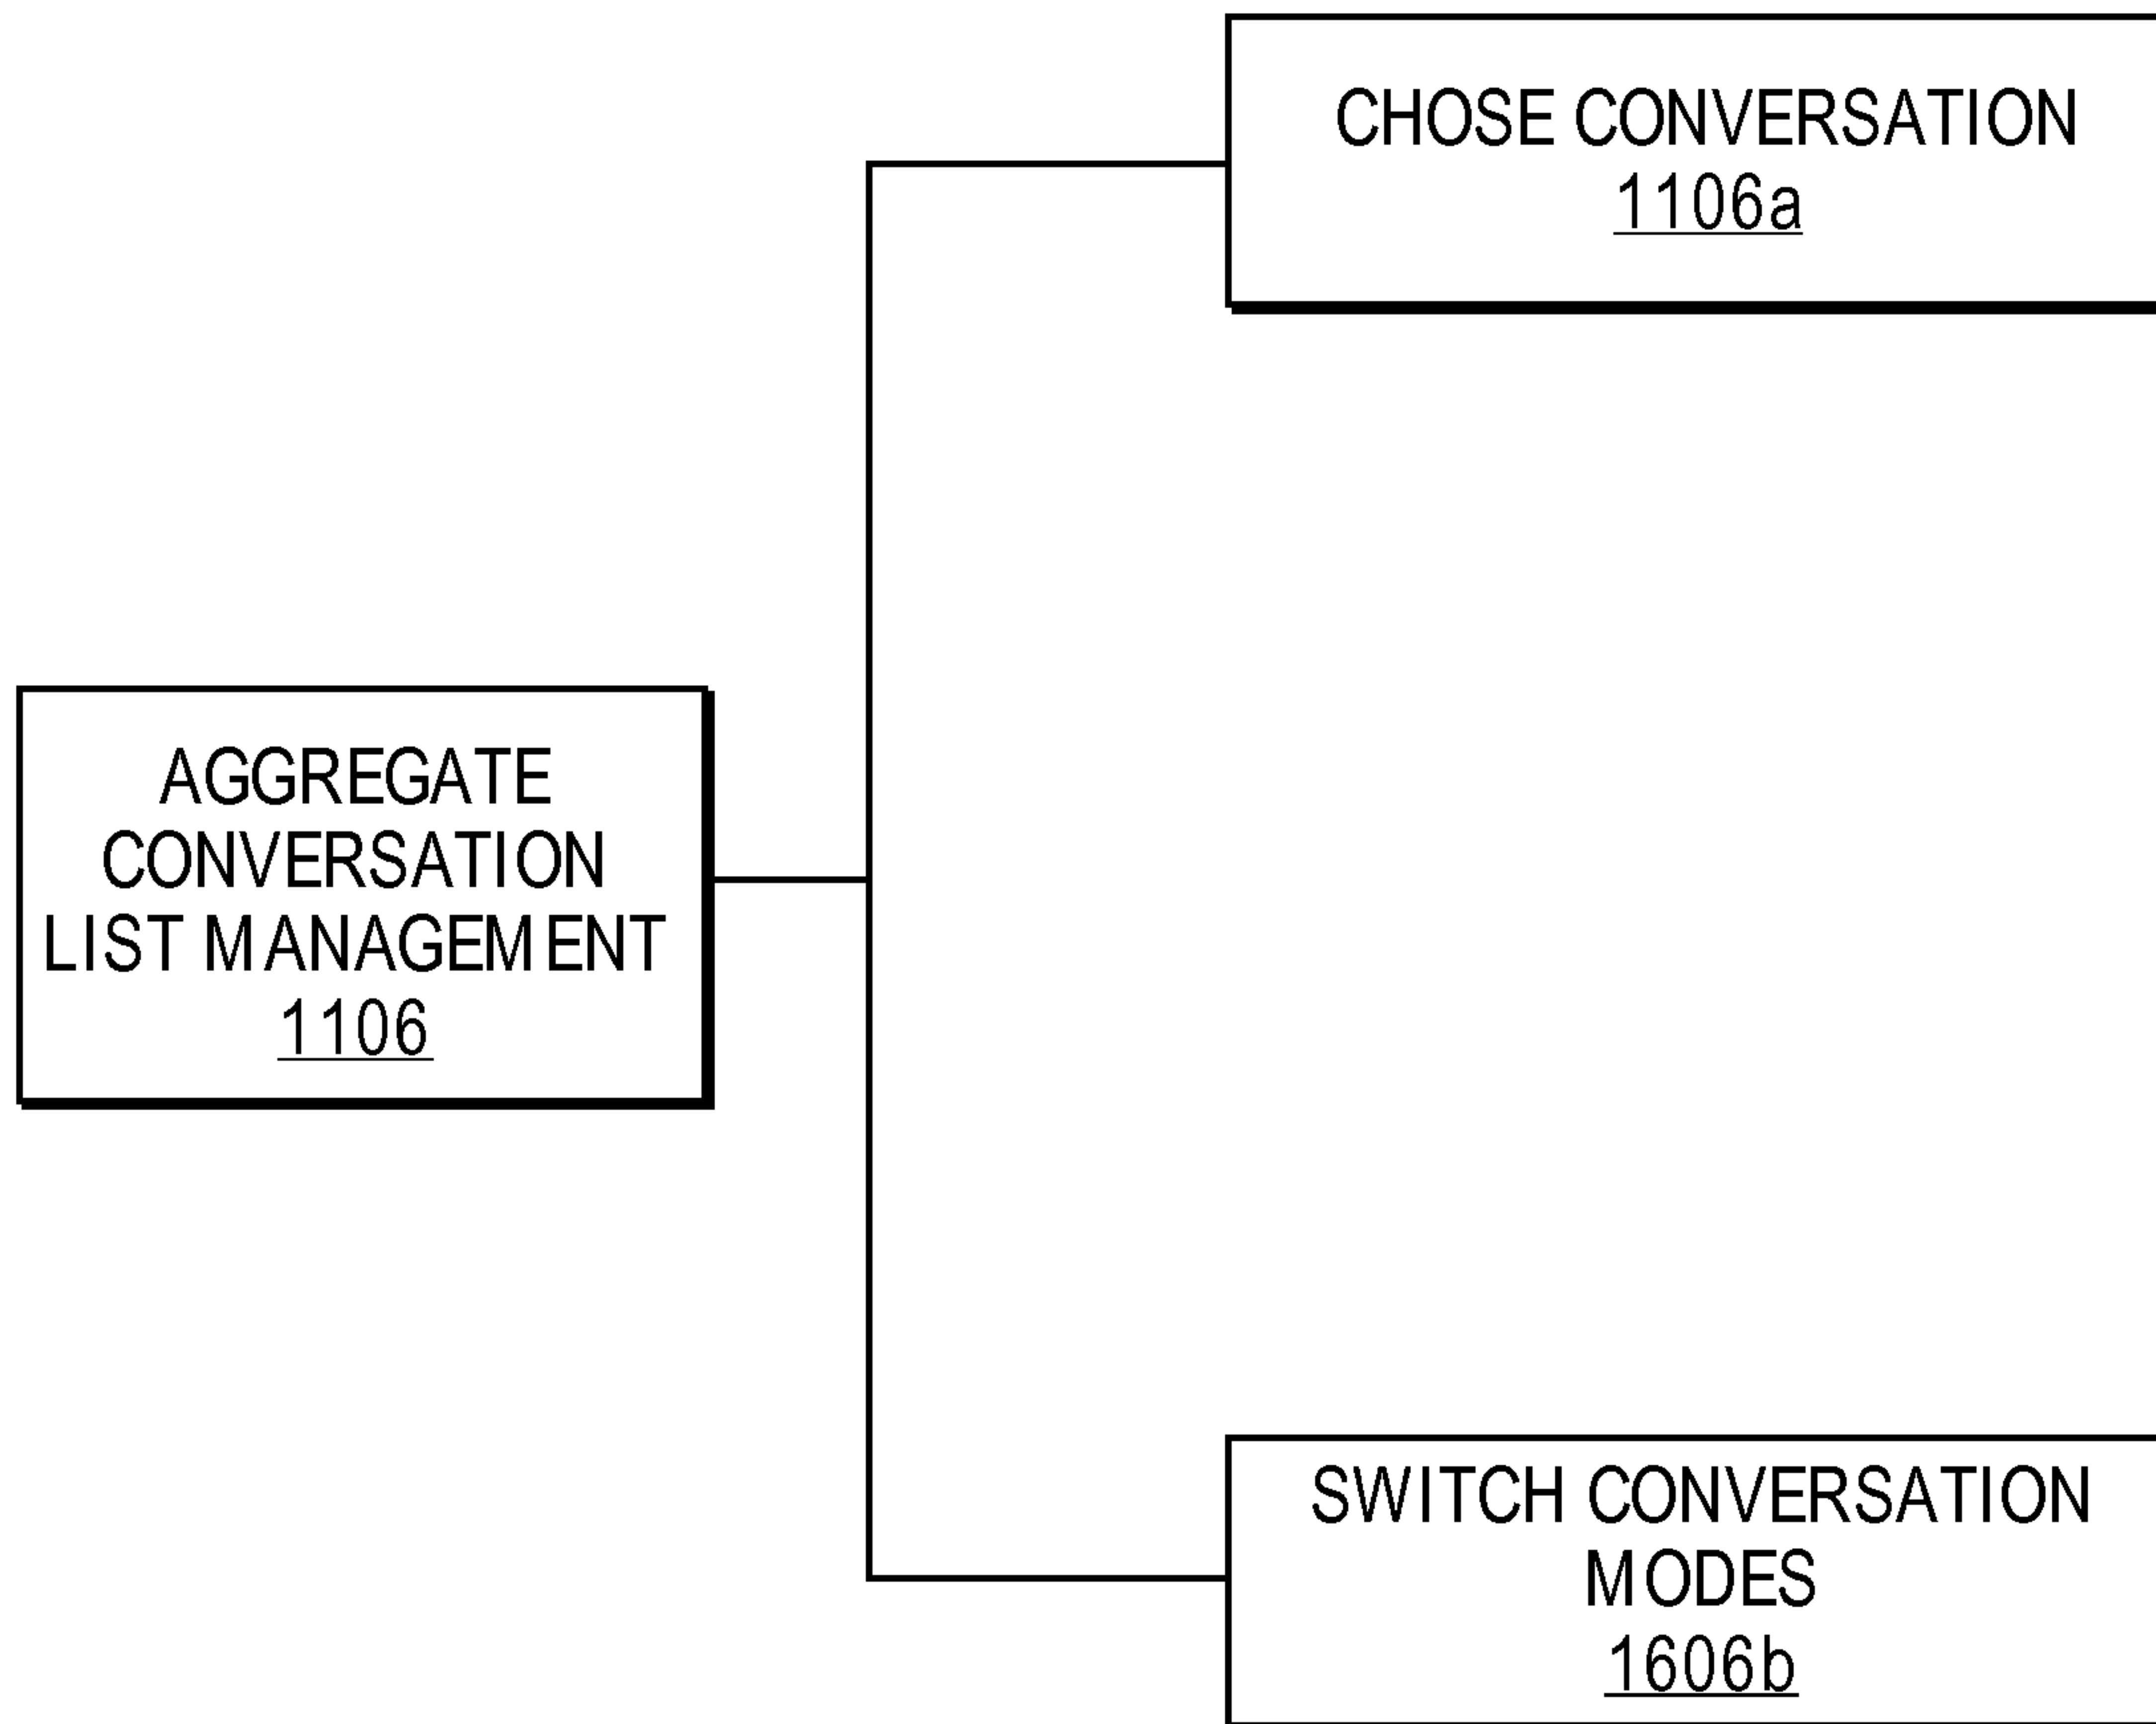 CHOSE CONVERSATION
1106a
AGGREGATE
CONVERSATION
LIST MANAGEMENT
1106
SWITCH CONVERSATION
MODES
1606b